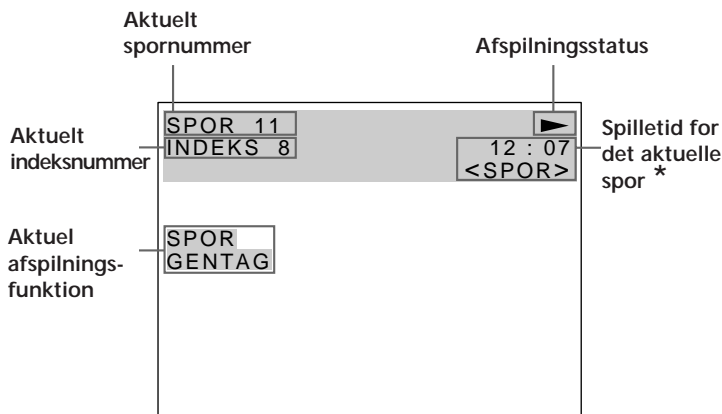 Aktuelt
spornummer
Afspilningsstatus
Aktuelt
indeksnummer
SPOR 11
INDEKS 8
12 : 07
<SPOR>
Spilletid for
det aktuelle
spor *
Aktuel
afspilnings-
funktion
SPOR
GENTAG